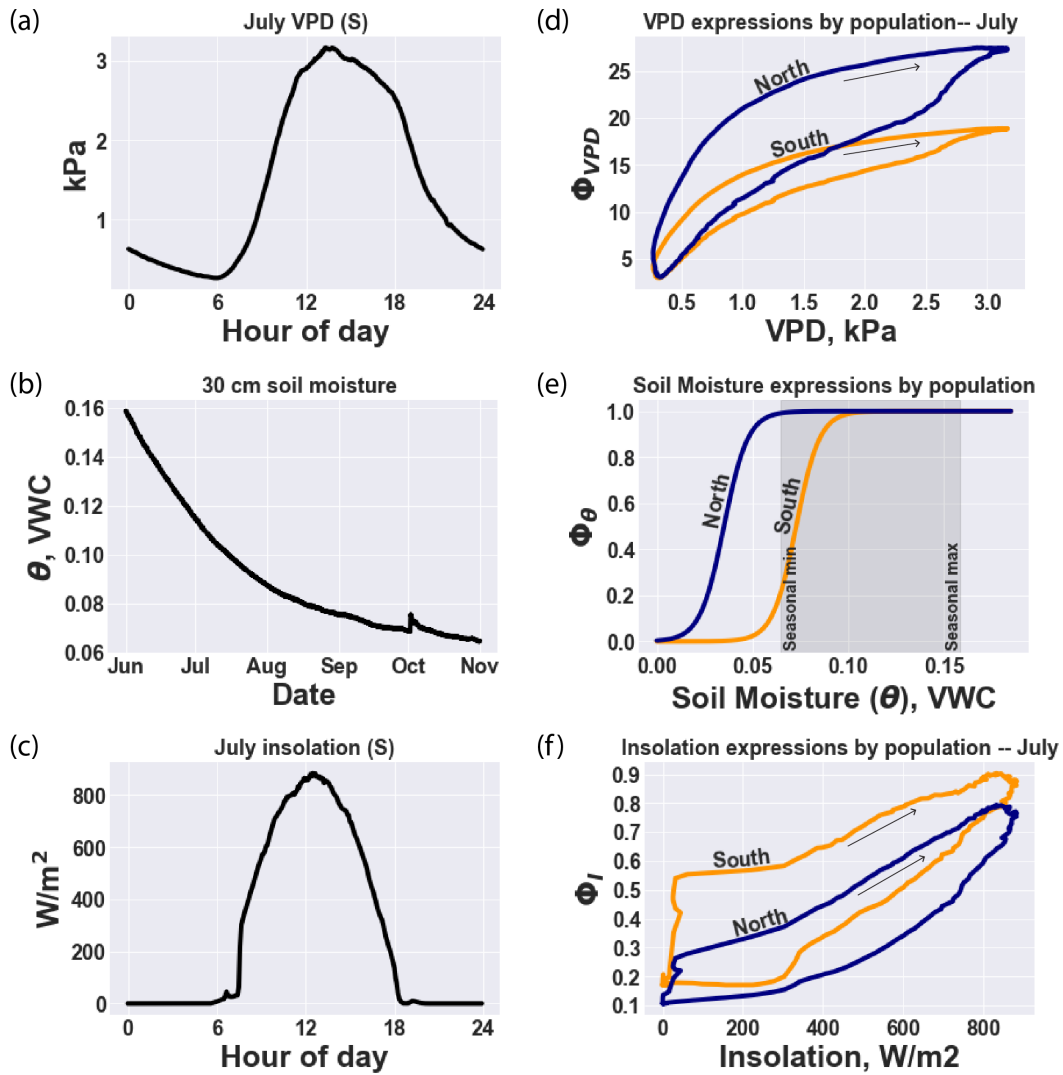 (a)
July VPD (S)
3
2
1
kPa
0 6 12 18 24
Hour of day
(d)
VPD expressions by population-- July
25
20
15
10
5
Φ_VPD
North
South
0.5 1.0 1.5 2.0 2.5 3.0
VPD, kPa
(b)
30 cm soil moisture
0.16
0.14
0.12
0.10
0.08
0.06
θ, VWC
Jun Jul Aug Sep Oct Nov
Date
(e)
Soil Moisture expressions by population
1.0
0.8
0.6
0.4
0.2
0.0
Φ_θ
North
South
Seasonal min
Seasonal max
0.00 0.05 0.10 0.15
Soil Moisture (θ), VWC
(c)
July insolation (S)
800
600
400
200
0
W/m²
0 6 12 18 24
Hour of day
(f)
Insolation expressions by population -- July
0.9
0.8
0.7
0.6
0.5
0.4
0.3
0.2
0.1
Φ_I
South
North
0 200 400 600 800
Insolation, W/m2